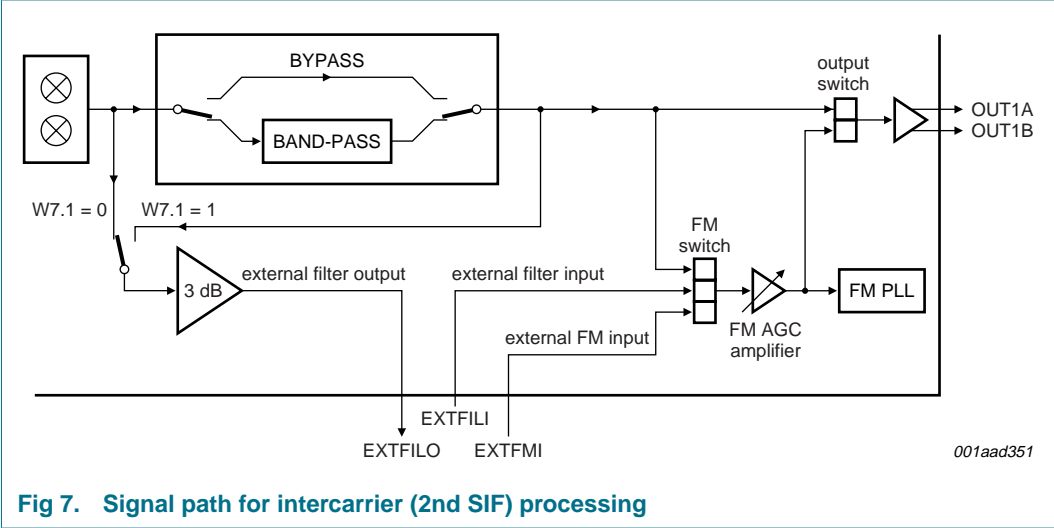 BYPASS
BAND-PASS
output
switch
OUT1A
OUT1B
W7.1 = 0
W7.1 = 1
FM
switch
3 dB
external filter output
external filter input
FM PLL
external FM input
FM AGC
amplifier
EXTFILI
EXTFILO
EXTFMI
001aad351
Fig 7. Signal path for intercarrier (2nd SIF) processing